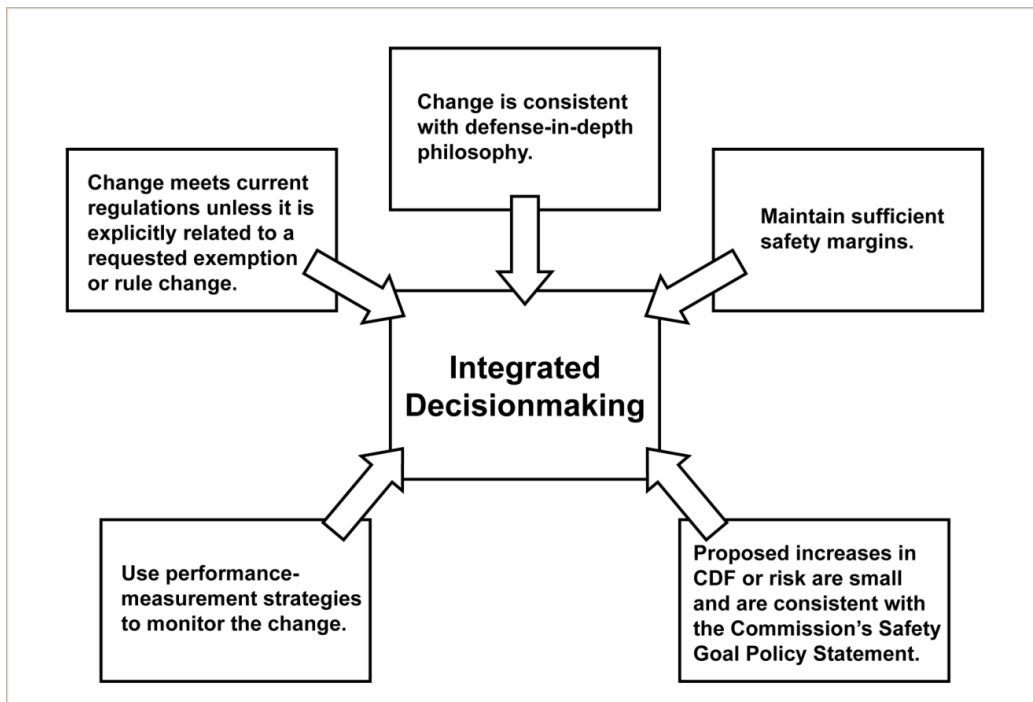 Change is consistent
with defense-in-depth
philosophy.
Change meets current
regulations unless it is
explicitly related to a
requested exemption
or rule change.
Maintain sufficient
safety margins.
Integrated
Decisionmaking
Use performance-
measurement strategies
to monitor the change.
Proposed increases in
CDF or risk are small
and are consistent with
the Commission’s Safety
Goal Policy Statement.